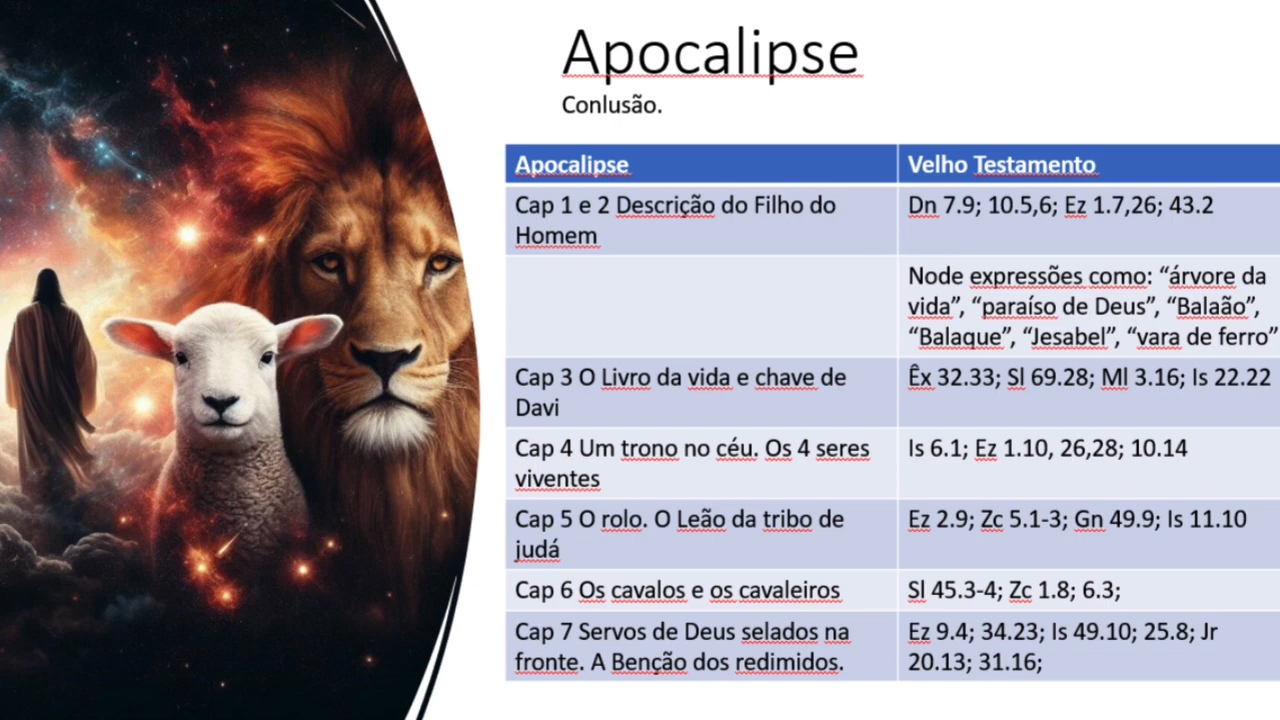 Apocalipse
Conlusão.
Apocalipse
Velho Testamento
Cap 1 e 2 Descrição do Filho do
Homem
Dn 7.9; 10.5,6; Ez 1.7,26; 43.2
Node expressões como: “árvore da
vida”, “paraíso de Deus”, “Balaão”,
“Balaque”, “Jesabel”, “vara de ferro”
Cap 3 O Livro da vida e chave de
Davi
Êx 32.33; Sl 69.28; Ml 3.16; Is 22.22
Cap 4 Um trono no céu. Os 4 seres
viventes
Is 6.1; Ez 1.10, 26,28; 10.14
Cap 5 O rolo. O Leão da tribo de
judá
Ez 2.9; Zc 5.1-3; Gn 49.9; Is 11.10
Cap 6 Os cavalos e os cavaleiros
Sl 45.3-4; Zc 1.8; 6.3;
Cap 7 Servos de Deus selados na
fronte. A Benção dos redimidos.
Ez 9.4; 34.23; Is 49.10; 25.8; Jr
20.13; 31.16;